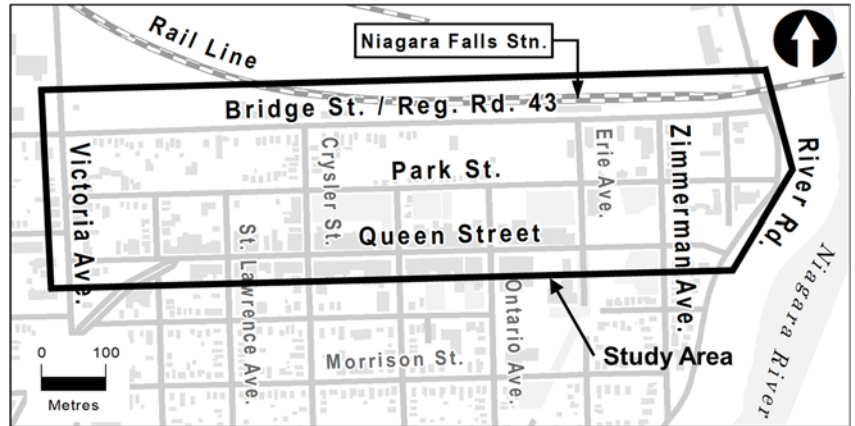 Rail Line
Niagara Falls Stn.
Bridge St. / Reg. Rd. 43
Victoria Ave.
Crysler St.
Park St.
Erie Ave.
Zimmerman Ave.
River Rd.
Queen Street
St. Lawrence Ave.
Ontario Ave.
Niagara River
Morrison St.
Study Area
0 100
Metres